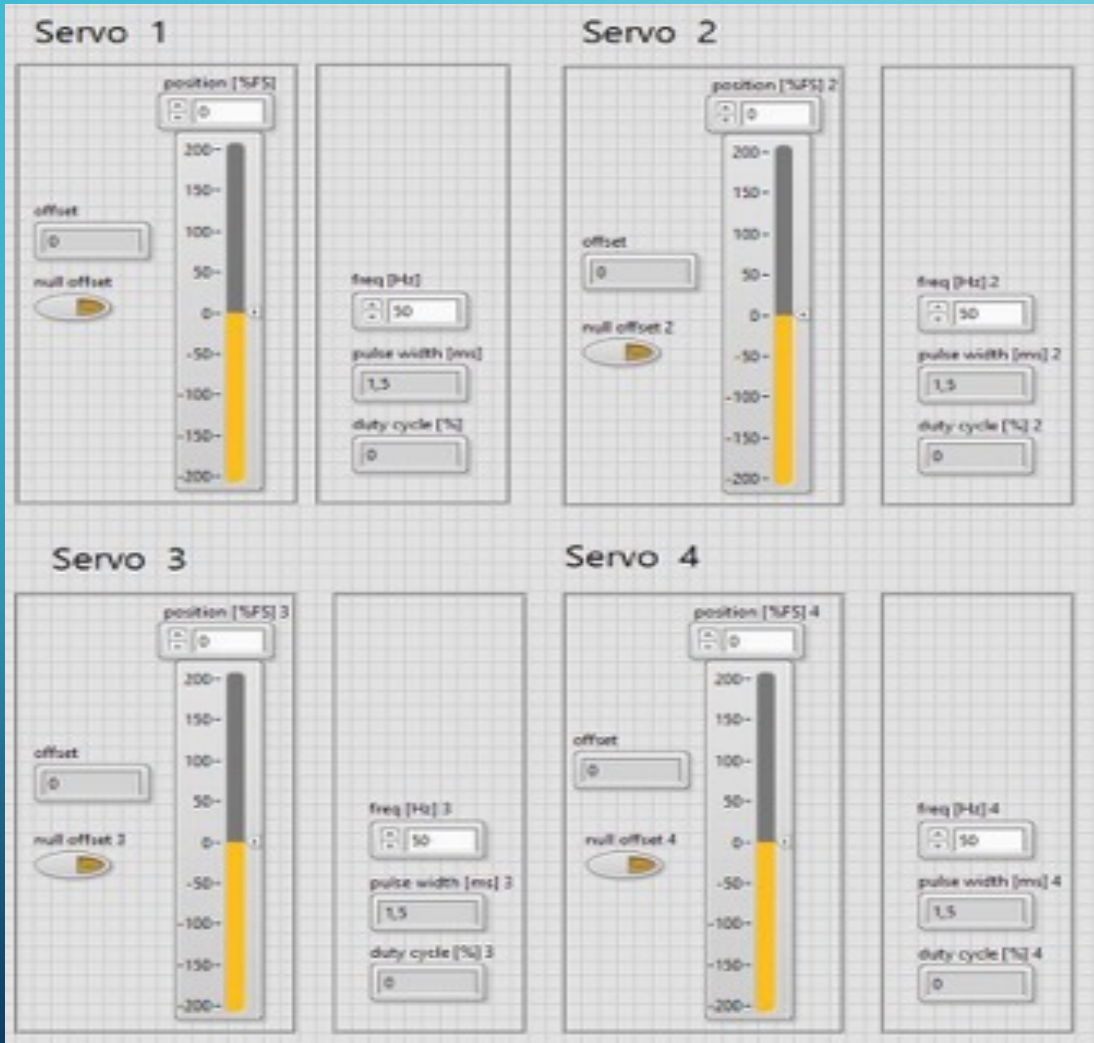 Servo 1
position [%FS]
0
200
150
100
50
0
-50
-100
-150
-200
offset
0
null offset
freq [Hz]
50
pulse width [ms]
1,5
duty cycle [%]
0
Servo 2
position [%FS] 2
0
200
150
100
50
0
-50
-100
-150
-200
offset
0
null offset 2
freq [Hz] 2
50
pulse width [ms] 2
1,5
duty cycle [%] 2
0
Servo 3
position [%FS] 3
0
200
150
100
50
0
-50
-100
-150
-200
offset
0
null offset 3
freq [Hz] 3
50
pulse width [ms] 3
1,5
duty cycle [%] 3
0
Servo 4
position [%FS] 4
0
200
150
100
50
0
-50
-100
-150
-200
offset
0
null offset 4
freq [Hz] 4
50
pulse width [ms] 4
1,5
duty cycle [%] 4
0